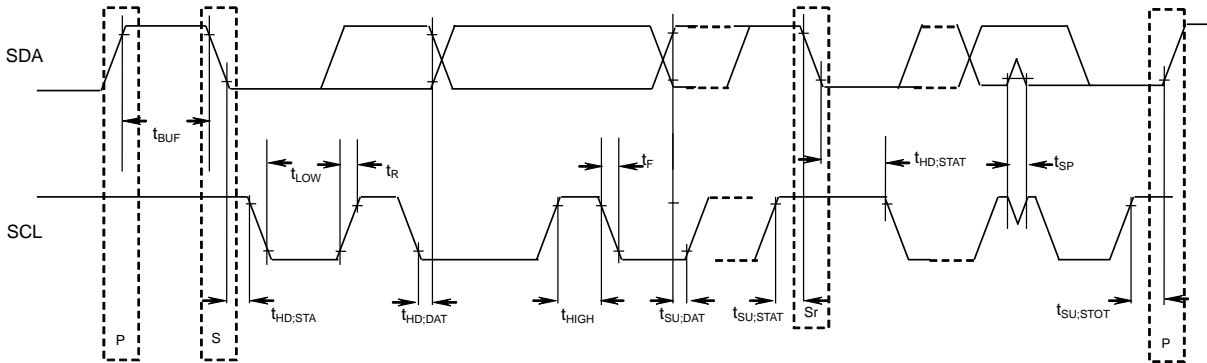 SDA
tBUF
tLOW
tR
tF
tHD;STAT
tSP
SCL
tHD;STA
tHD;DAT
tHIGH
tSU;DAT
tSU;STAT
Sr
tSU;STOT
P
S
P